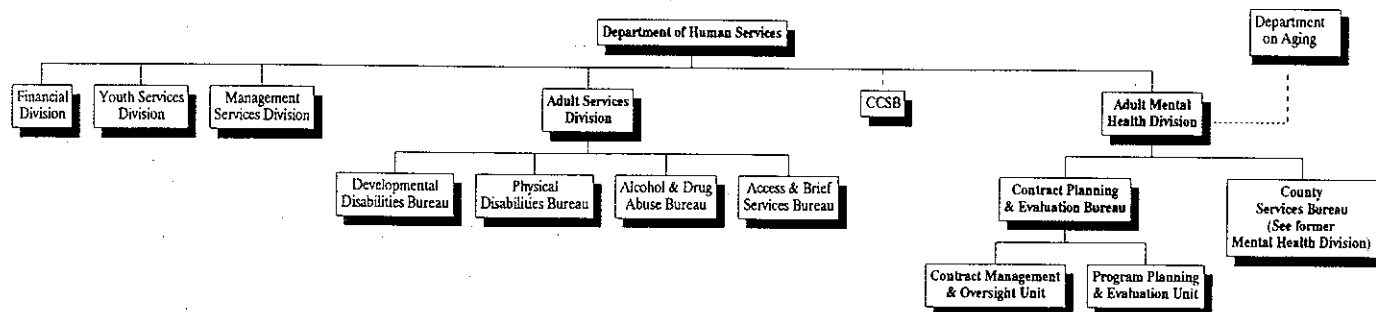 Department of Human Services
Department
on Aging
Financial
Division
Youth Services
Division
Management
Services Division
Adult Services
Division
CCSB
Adult Mental
Health Division
Developmental
Disabilities Bureau
Physical
Disabilities Bureau
Alcohol & Drug
Abuse Bureau
Access & Brief
Services Bureau
Contract Planning
& Evaluation Bureau
County
Services Bureau
(See former
Mental Health Division)
Contract Management
& Oversight Unit
Program Planning
& Evaluation Unit